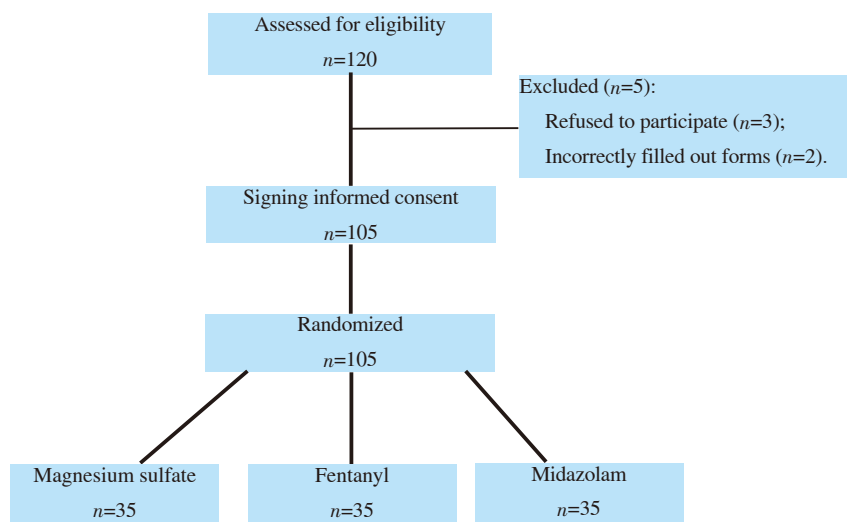 Assessed for eligibility
n=120
Excluded (n=5):
Refused to participate (n=3);
Incorrectly filled out forms (n=2).
Signing informed consent
n=105
Randomized
n=105
Magnesium sulfate
n=35
Fentanyl
n=35
Midazolam
n=35